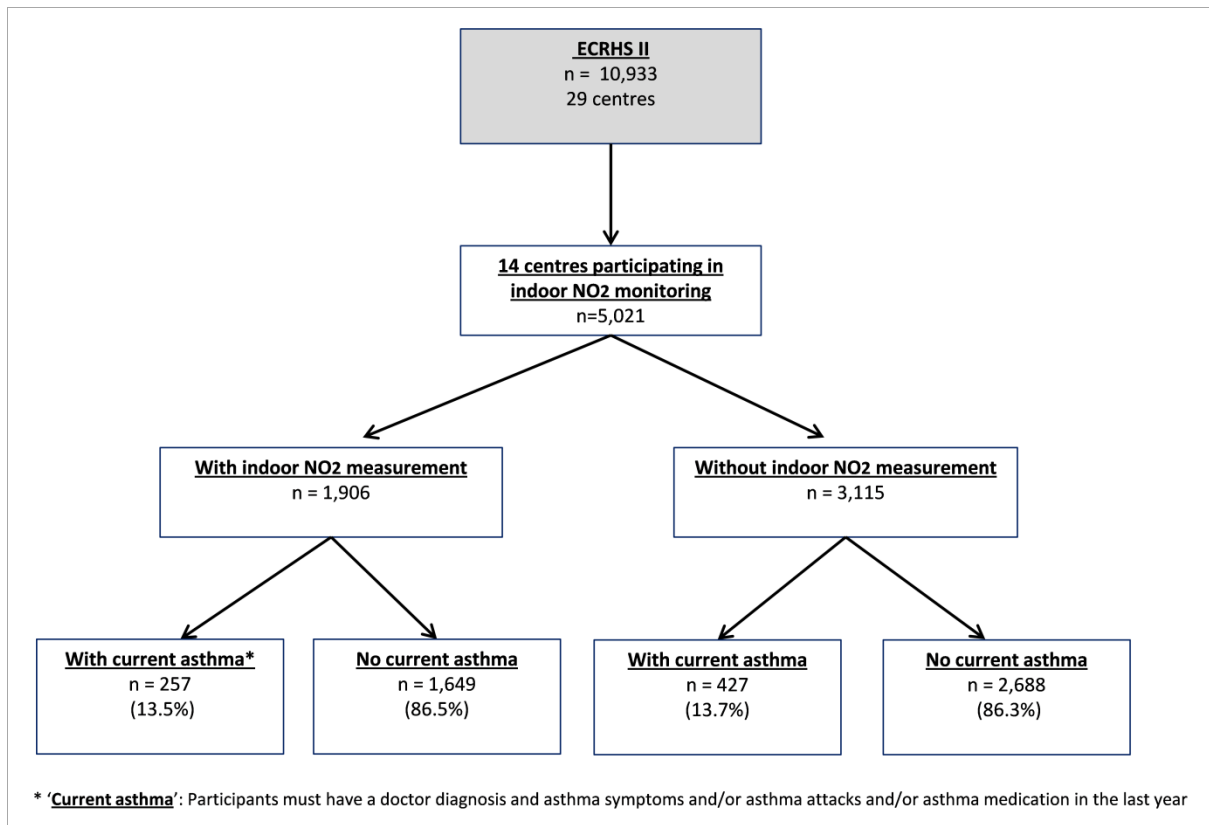 ECRHS II
n = 10,933
29 centres
14 centres participating in
indoor NO2 monitoring
n=5,021
With indoor NO2 measurement
n = 1,906
Without indoor NO2 measurement
n = 3,115
With current asthma*
n = 257
(13.5%)
No current asthma
n = 1,649
(86.5%)
With current asthma
n = 427
(13.7%)
No current asthma
n = 2,688
(86.3%)
* ‘Current asthma’: Participants must have a doctor diagnosis and asthma symptoms and/or asthma attacks and/or asthma medication in the last year